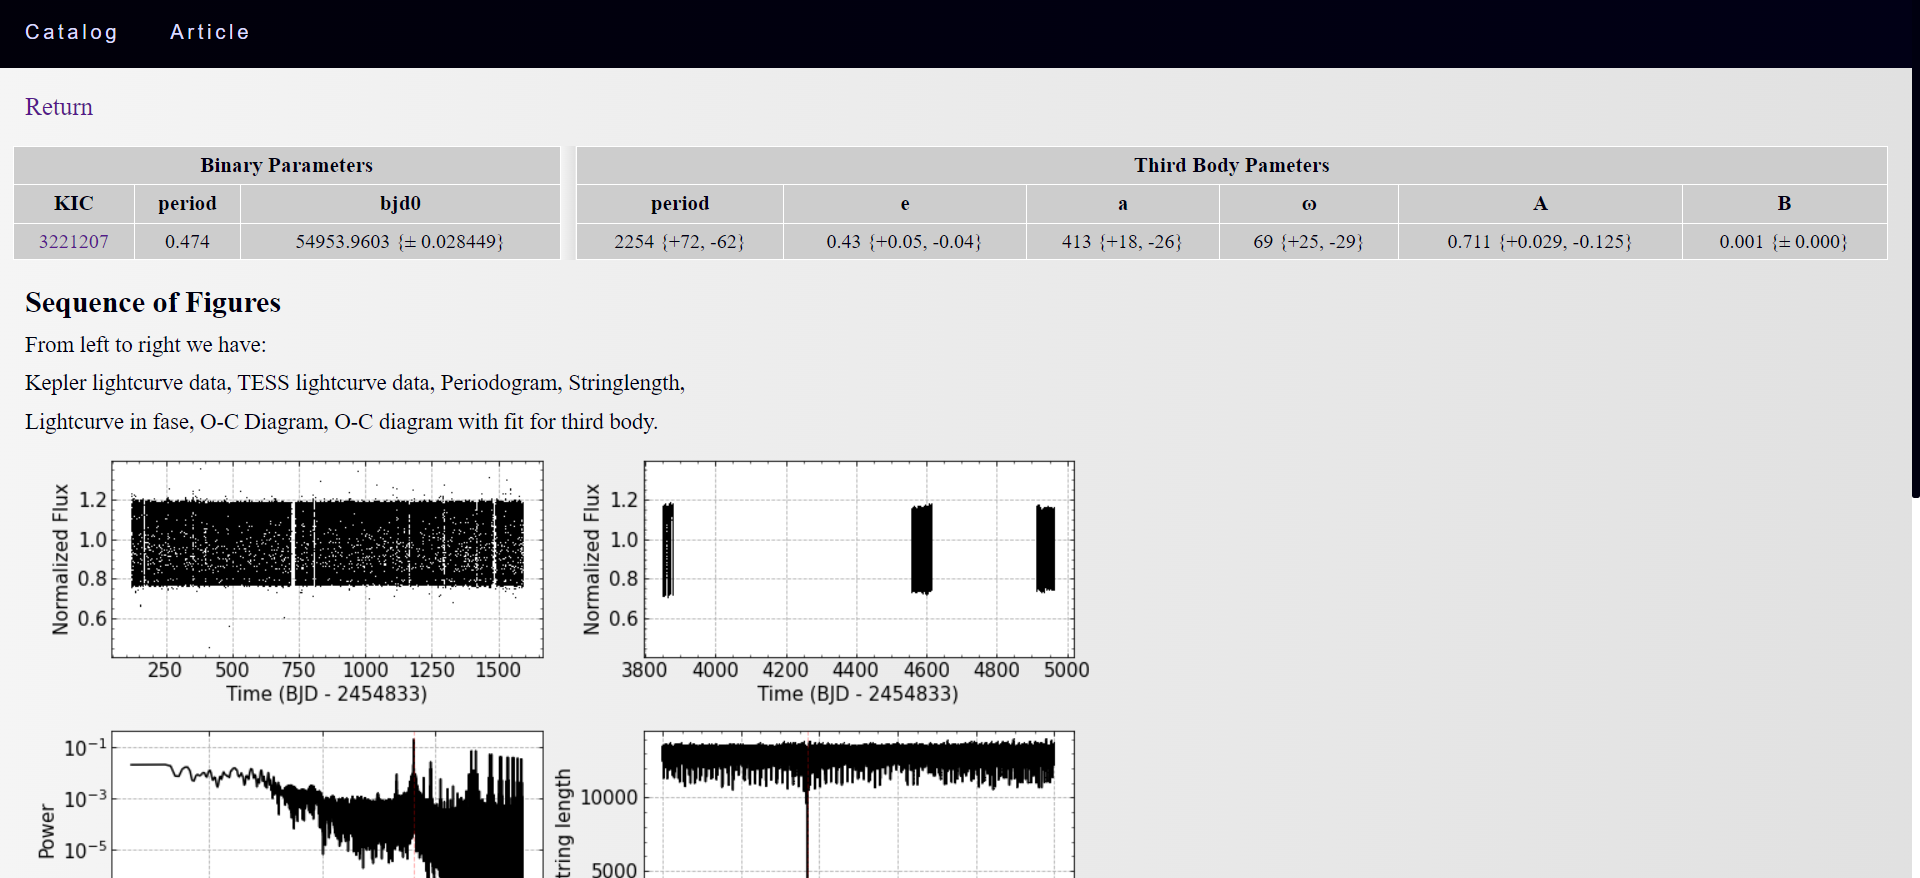 Catalog Article
Return
Binary Parameters
KIC period bjd0
3221207 0.474 54953.9603 {± 0.028449}
Third Body Pameters
period e a ω A B
2254 {+72, -62} 0.43 {+0.05, -0.04} 413 {+18, -26} 69 {+25, -29} 0.711 {+0.029, -0.125} 0.001 {± 0.000}
Sequence of Figures
From left to right we have:
Kepler lightcurve data, TESS lightcurve data, Periodogram, Stringlength,
Lightcurve in fase, O-C Diagram, O-C diagram with fit for third body.
Normalized Flux
1.2
1.0
0.8
0.6
250 500 750 1000 1250 1500
Time (BJD - 2454833)
Normalized Flux
1.2
1.0
0.8
0.6
3800 4000 4200 4400 4600 4800 5000
Time (BJD - 2454833)
Power
10⁻¹
10⁻³
10⁻⁵
tring length
10000
5000